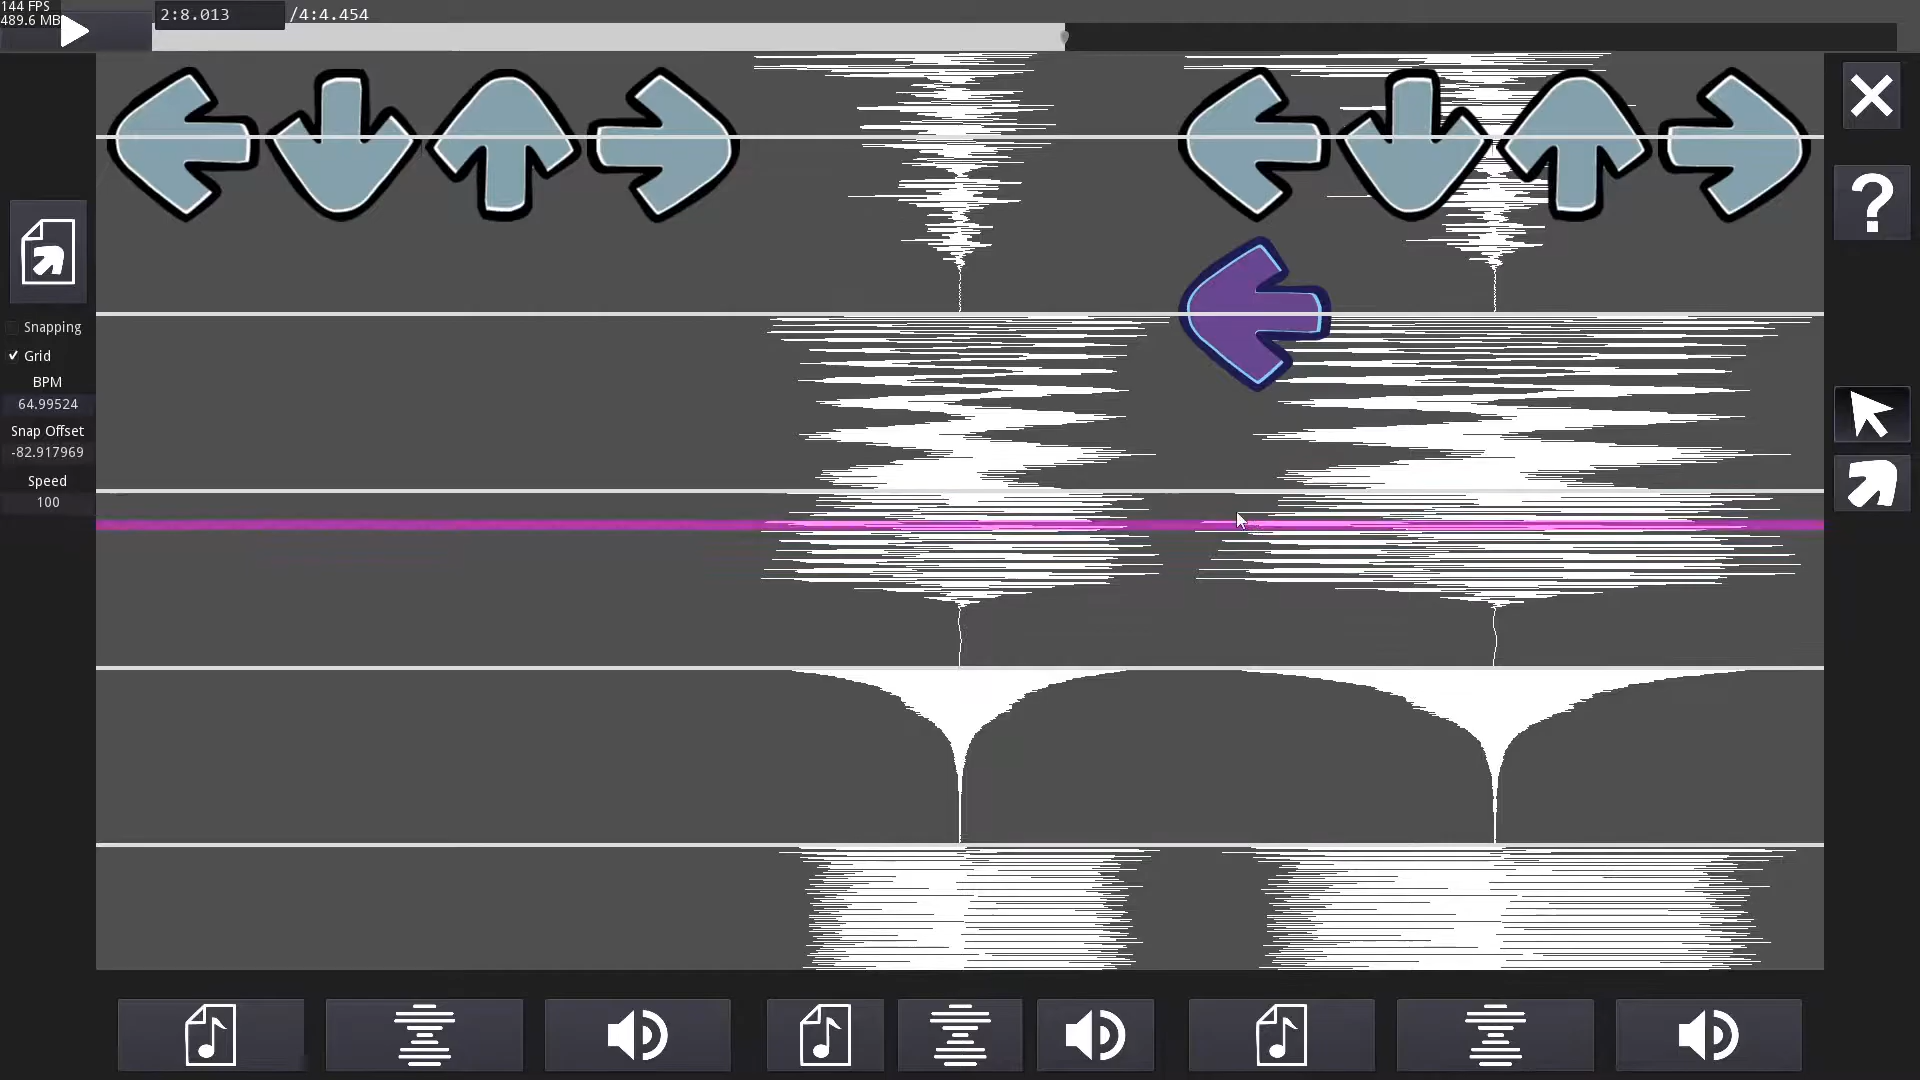 144 FPS
489.6 MB
2:8.013
/4:4.454
Snapping
Grid
BPM
64.99524
Snap Offset
-82.917969
Speed
100
?